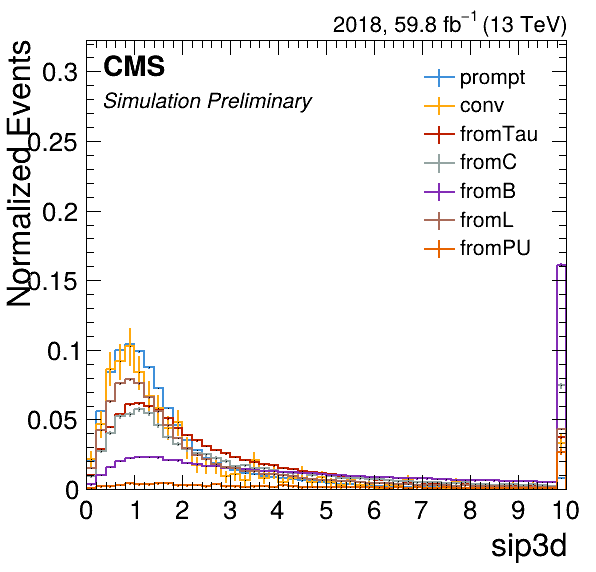 2018, 59.8 fb⁻¹ (13 TeV)
CMS
Simulation Preliminary
prompt
conv
fromTau
fromC
fromB
fromL
fromPU
Normalized Events
0.3
0.25
0.2
0.15
0.1
0.05
0
0 1 2 3 4 5 6 7 8 9 10
sip3d